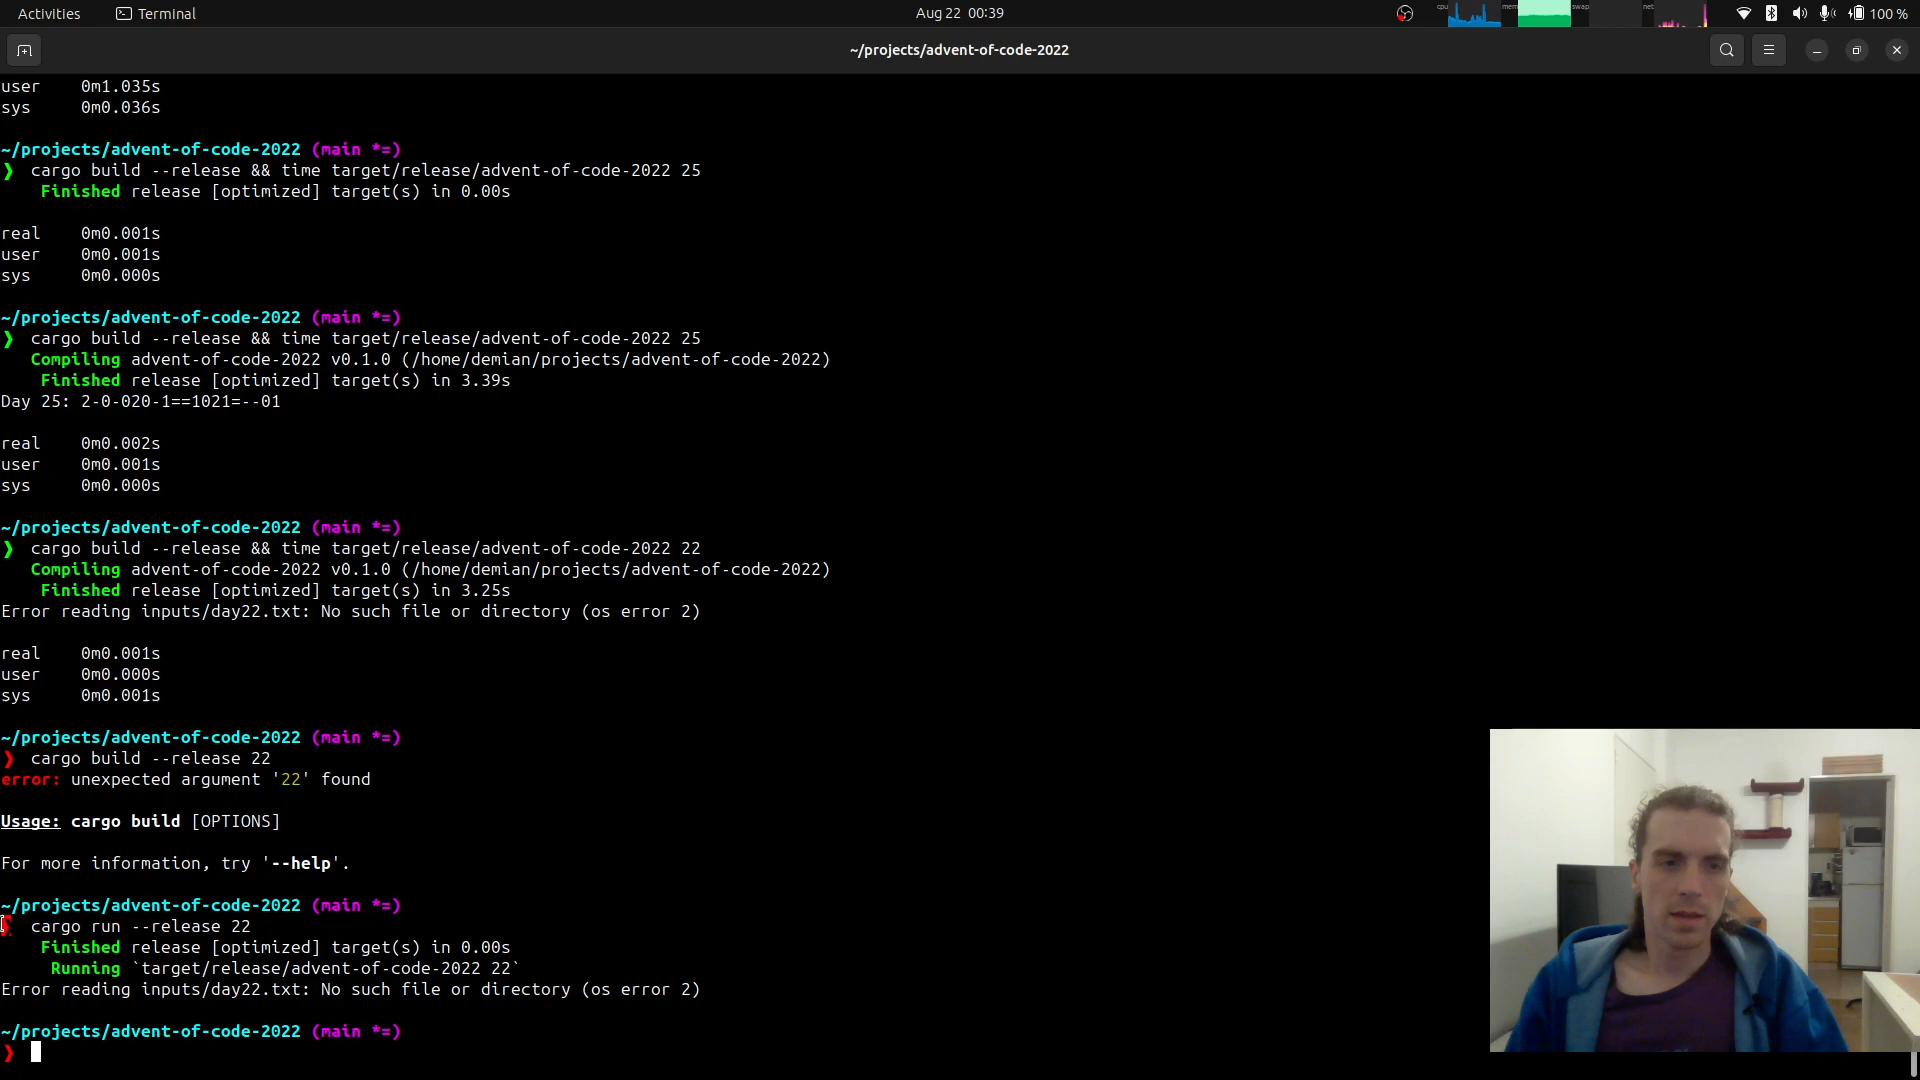 Activities Terminal Aug 22 00:39 cpu mem swap net 100 %
~/projects/advent-of-code-2022
user 0m1.035s
sys 0m0.036s
~/projects/advent-of-code-2022 (main *=)
❯ cargo build --release && time target/release/advent-of-code-2022 25
Finished release [optimized] target(s) in 0.00s
real 0m0.001s
user 0m0.001s
sys 0m0.000s
~/projects/advent-of-code-2022 (main *=)
❯ cargo build --release && time target/release/advent-of-code-2022 25
Compiling advent-of-code-2022 v0.1.0 (/home/demian/projects/advent-of-code-2022)
Finished release [optimized] target(s) in 3.39s
Day 25: 2-0-020-1==1021=--01
real 0m0.002s
user 0m0.001s
sys 0m0.000s
~/projects/advent-of-code-2022 (main *=)
❯ cargo build --release && time target/release/advent-of-code-2022 22
Compiling advent-of-code-2022 v0.1.0 (/home/demian/projects/advent-of-code-2022)
Finished release [optimized] target(s) in 3.25s
Error reading inputs/day22.txt: No such file or directory (os error 2)
real 0m0.001s
user 0m0.000s
sys 0m0.001s
~/projects/advent-of-code-2022 (main *=)
❯ cargo build --release 22
error: unexpected argument '22' found
Usage: cargo build [OPTIONS]
For more information, try '--help'.
~/projects/advent-of-code-2022 (main *=)
❯ cargo run --release 22
Finished release [optimized] target(s) in 0.00s
Running `target/release/advent-of-code-2022 22`
Error reading inputs/day22.txt: No such file or directory (os error 2)
~/projects/advent-of-code-2022 (main *=)
❯